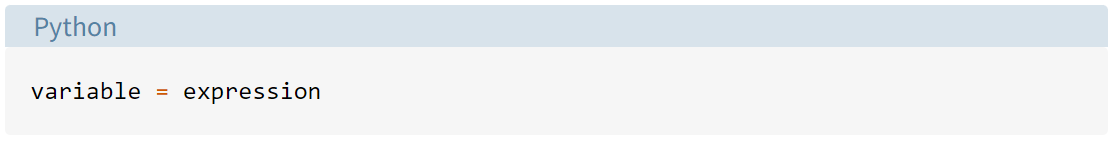 Python
variable = expression